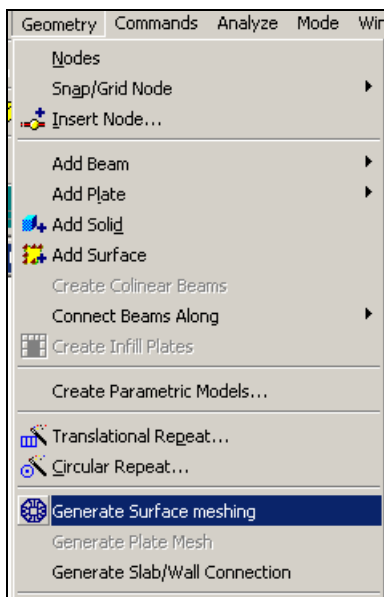 Geometry Commands Analyze Mode Win
Nodes
Snap/Grid Node
Insert Node...
Add Beam
Add Plate
Add Solid
Add Surface
Create Colinear Beams
Connect Beams Along
Create Infill Plates
Create Parametric Models...
Translational Repeat...
Circular Repeat...
Generate Surface meshing
Generate Plate Mesh
Generate Slab/Wall Connection